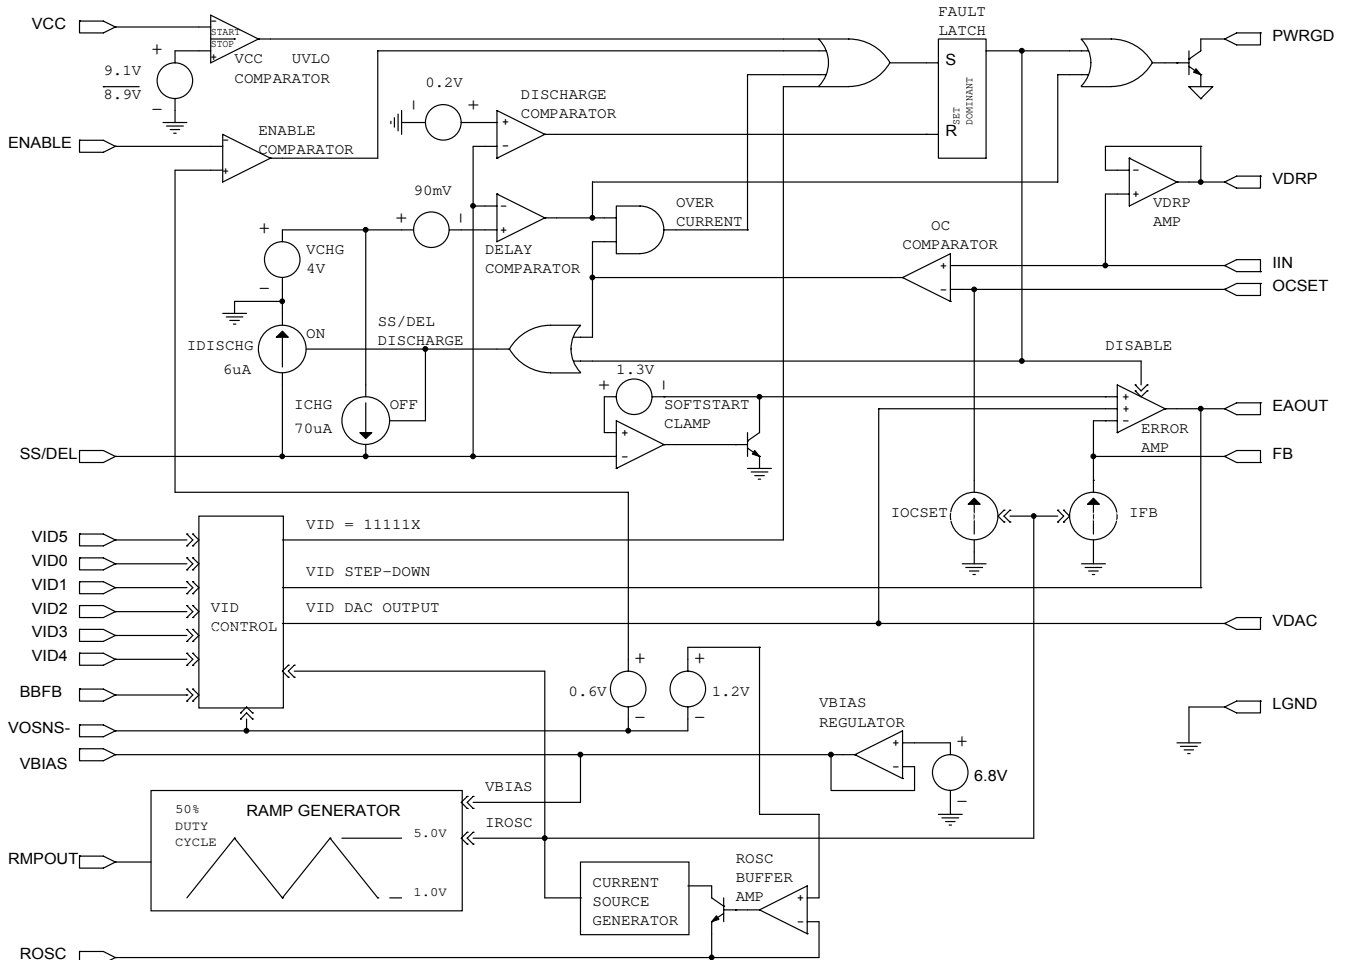 VCC
START
STOP
VCC UVLO
COMPARATOR
+
9.1V
8.9V
−
FAULT
LATCH
S
R
SET
DOMINANT
PWRGD
0.2V
DISCHARGE
COMPARATOR
ENABLE
ENABLE
COMPARATOR
90mV
DELAY
COMPARATOR
OVER
CURRENT
VDRP
VDRP
AMP
OC
COMPARATOR
IIN
OCSET
VCHG
4V
IDISCHG
6uA
ON
SS/DEL
DISCHARGE
ICHG
70uA
OFF
1.3V
SOFTSTART
CLAMP
DISABLE
ERROR
AMP
EAOUT
FB
SS/DEL
IOCSET
IFB
VID5
VID0
VID1
VID2
VID3
VID4
BBFB
VOSNS-
VBIAS
VID
CONTROL
VID = 11111X
VID STEP-DOWN
VID DAC OUTPUT
VDAC
0.6V
1.2V
LGND
VBIAS
REGULATOR
6.8V
VBIAS
IROSC
50%
DUTY
CYCLE
RAMP GENERATOR
5.0V
1.0V
RMPOUT
CURRENT
SOURCE
GENERATOR
ROSC
BUFFER
AMP
ROSC